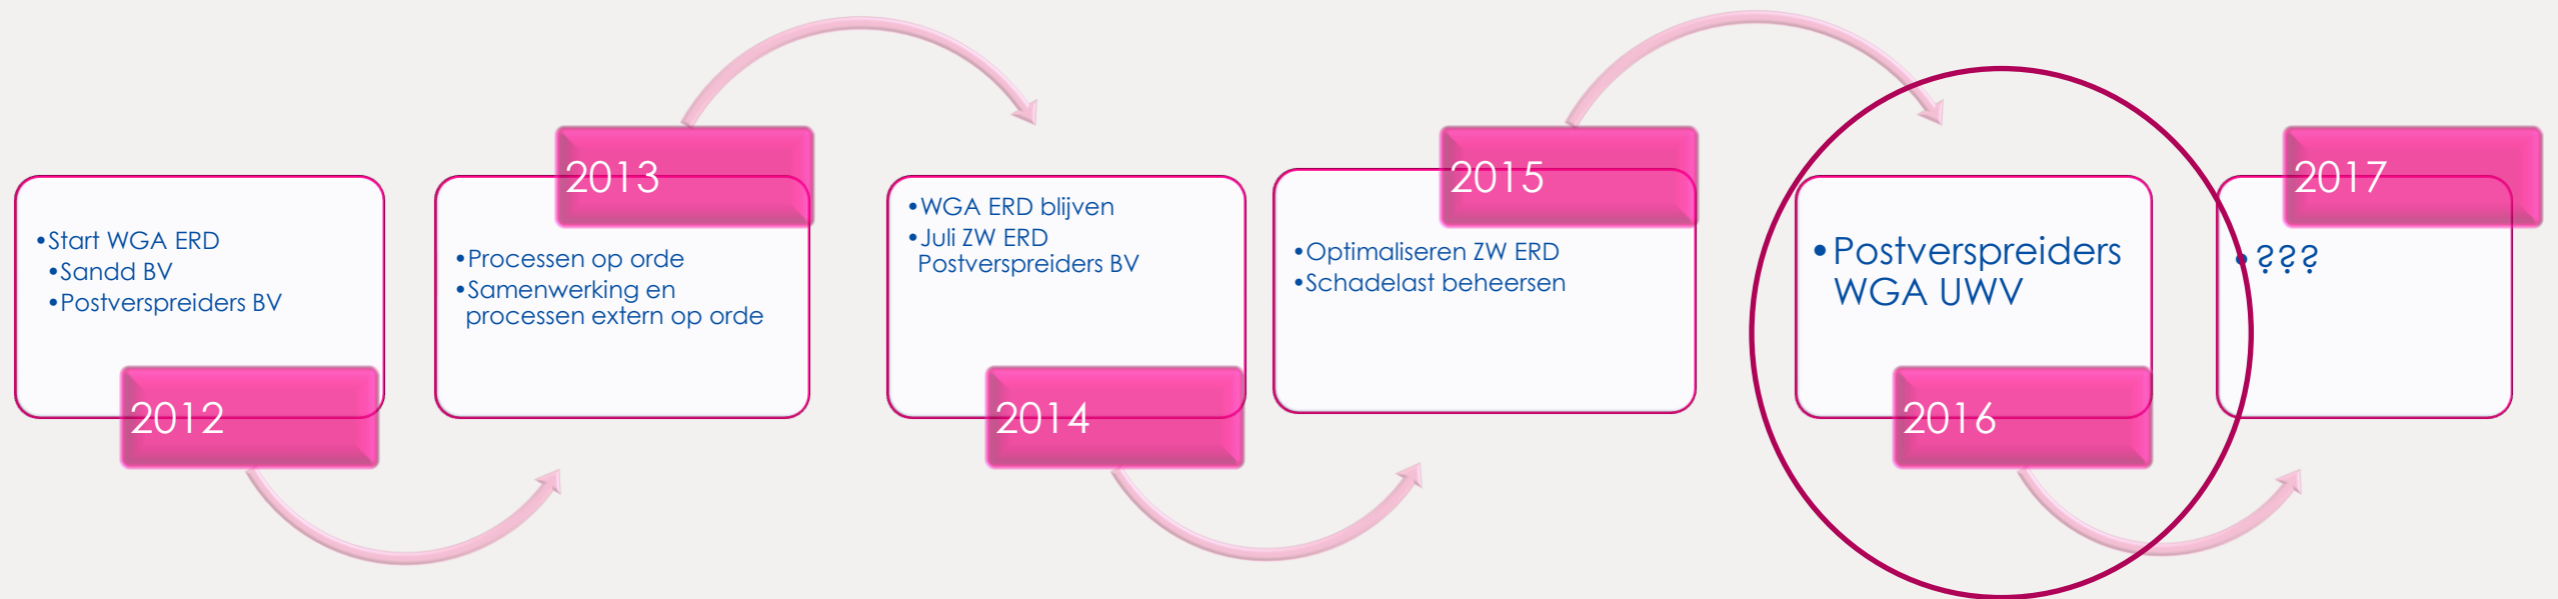 •Start WGA ERD
•Sandd BV
•Postverspreiders BV
2012
2013
•Processen op orde
•Samenwerking en
processen extern op orde
•WGA ERD blijven
•Juli ZW ERD
Postverspreiders BV
2014
2015
•Optimaliseren ZW ERD
•Schadelast beheersen
•Postverspreiders
WGA UWV
2016
2017
•???